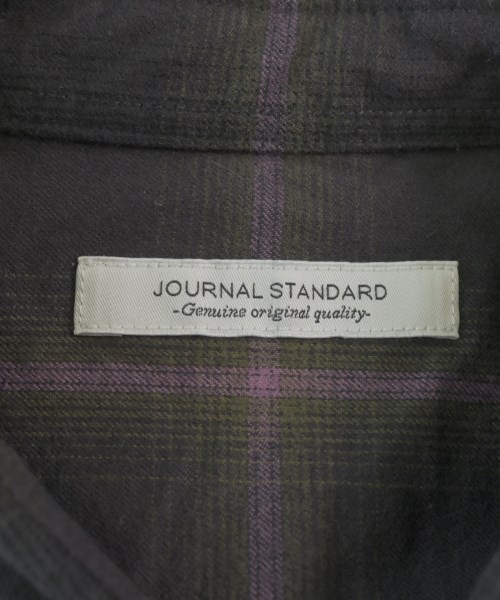 JOURNAL STANDARD
-Genuine original quality-